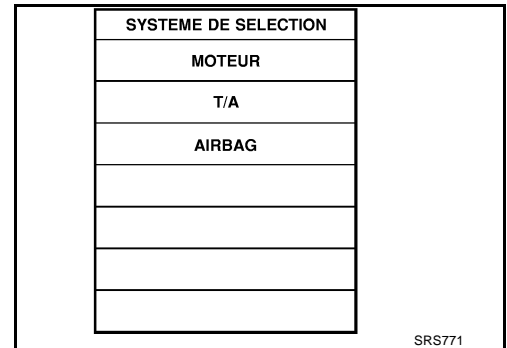 SYSTEME DE SELECTION
MOTEUR
T/A
AIRBAG
SRS771